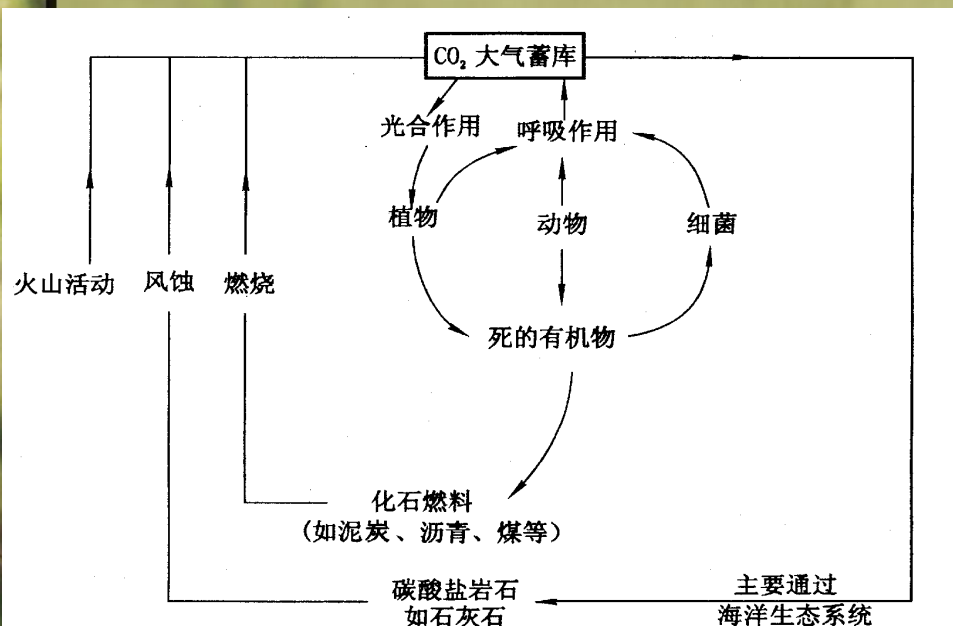 CO₂ 大气蓄库
光合作用
呼吸作用
植物
动物
细菌
火山活动
风蚀
燃烧
死的有机物
化石燃料
(如泥炭、沥青、煤等)
碳酸盐岩石
如石灰石
主要通过
海洋生态系统